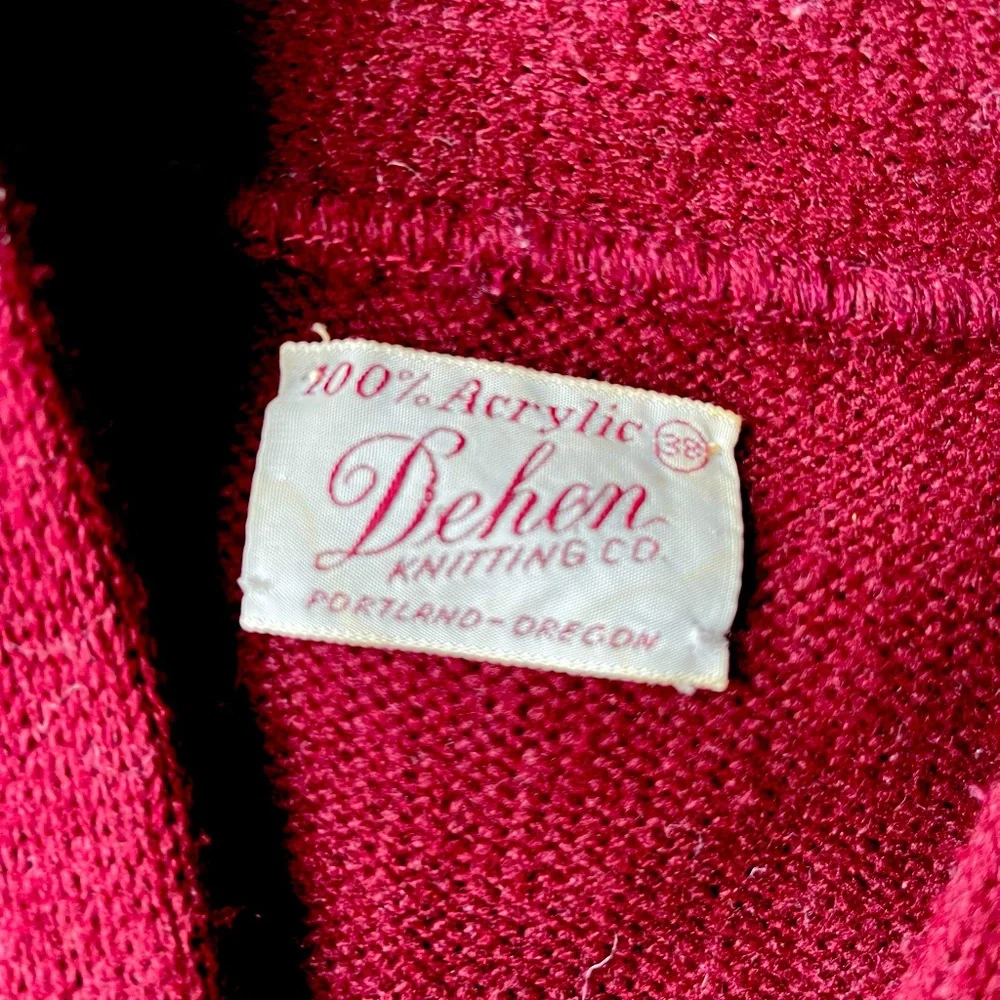 100% Acrylic 38
Dehen
KNITTING CO.
PORTLAND-OREGON